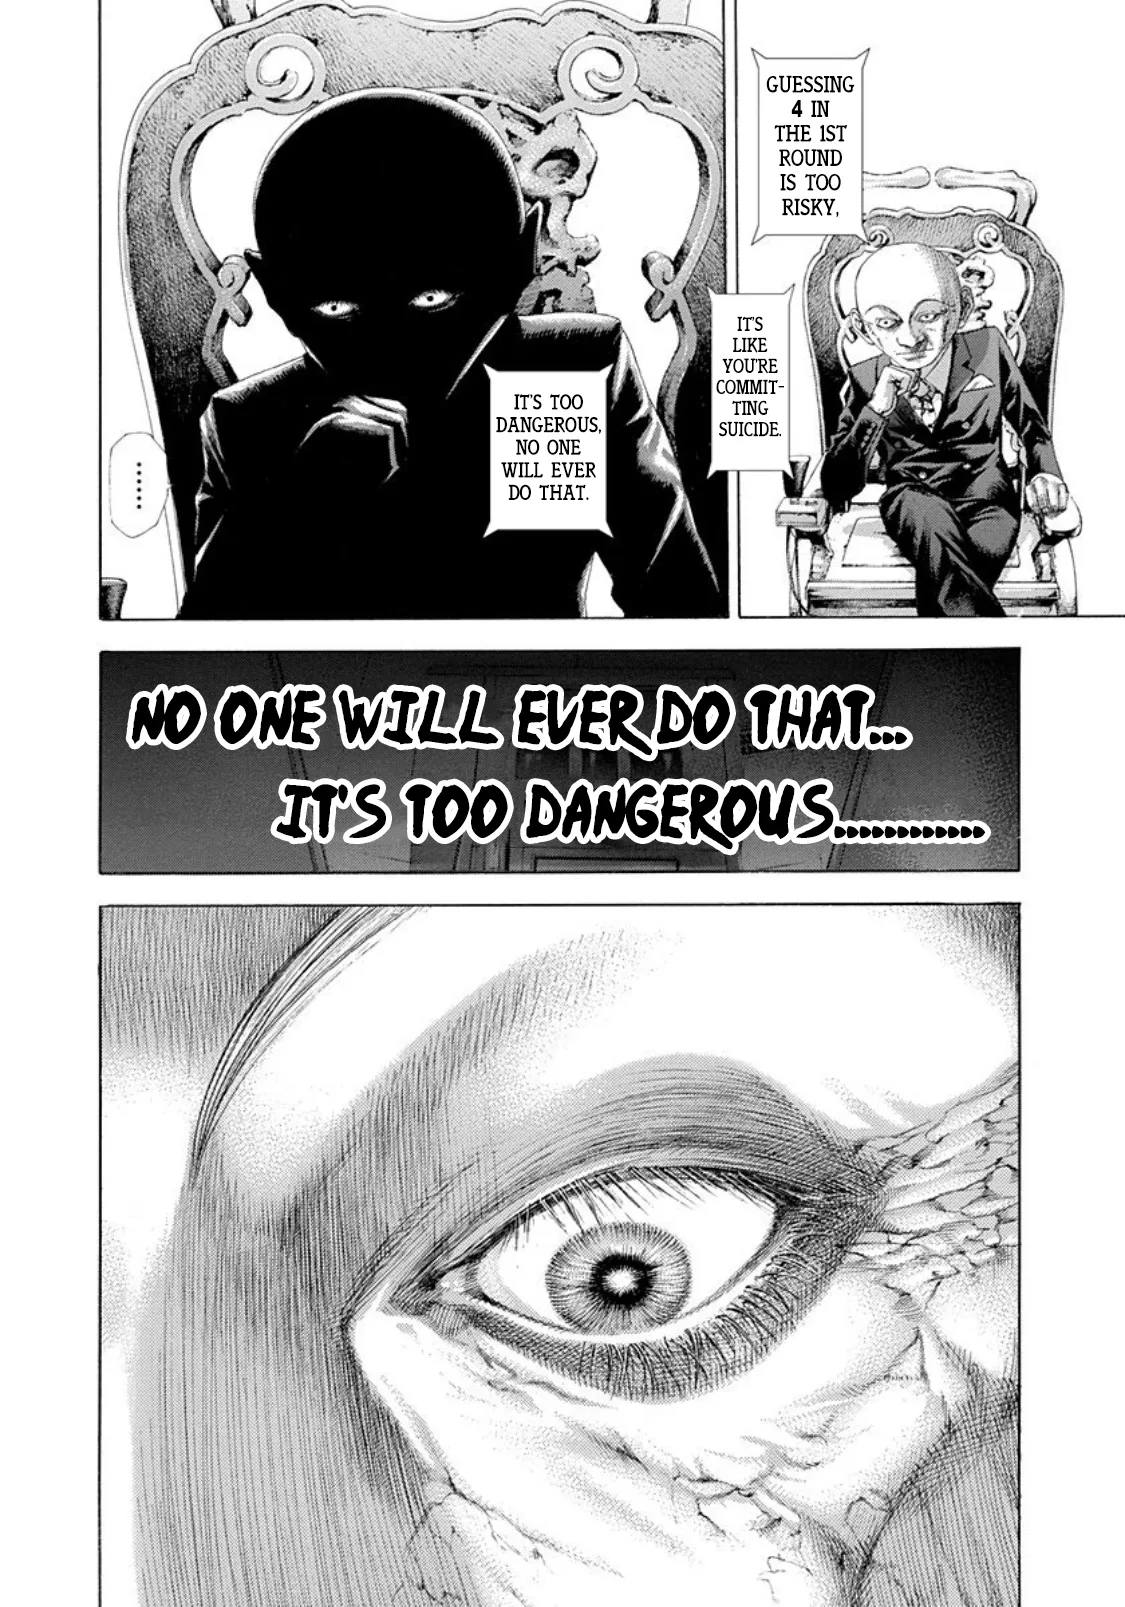 GUESSING
4 IN
THE 1ST
ROUND
IS TOO
RISKY,
IT'S
LIKE
YOU'RE
COMMIT-
TING
SUICIDE.
IT'S TOO
DANGEROUS,
NO ONE
WILL EVER
DO THAT.
........
NO ONE WILL EVER DO THAT...
IT'S TOO DANGEROUS............